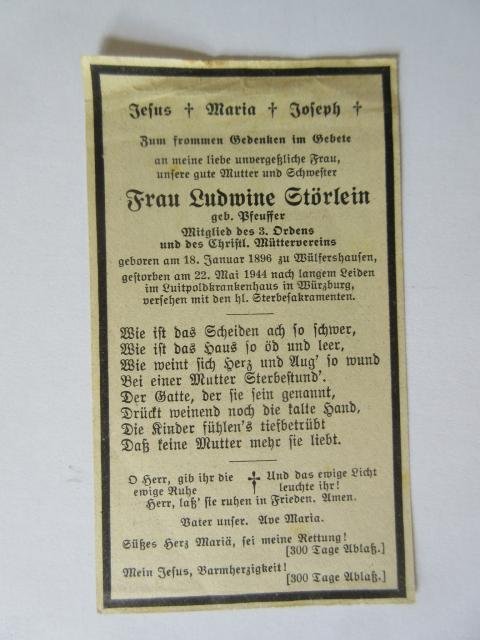 Jesus † Maria † Joseph †
Zum frommen Gedenken im Gebete
an meine liebe unvergeßliche Frau,
unsere gute Mutter und Schwester
Frau Ludwine Störlein
geb. Pfeuffer
Mitglied des 3. Ordens
und des Christl. Müttervereins
geboren am 18. Januar 1896 zu Wülfershausen,
gestorben am 22. Mai 1944 nach langem Leiden
im Luitpoldkrankenhaus in Würzburg,
versehen mit den hl. Sterbesakramenten.
Wie ist das Scheiden ach so schwer,
Wie ist das Haus so öd und leer,
Wie weint sich Herz und Aug' so wund
Bei einer Mutter Sterbestund'.
Der Gatte, der sie sein genannt,
Drückt weinend noch die kalte Hand,
Die Kinder fühlen's tiefbetrübt
Daß keine Mutter mehr sie liebt.
O Herr, gib ihr die ewige Ruhe † Und das ewige Licht leuchte ihr!
Herr, laß' sie ruhen in Frieden. Amen.
Vater unser. Ave Maria.
Süßes Herz Mariä, sei meine Rettung!
[300 Tage Ablaß.]
Mein Jesus, Barmherzigkeit!
[300 Tage Ablaß.]